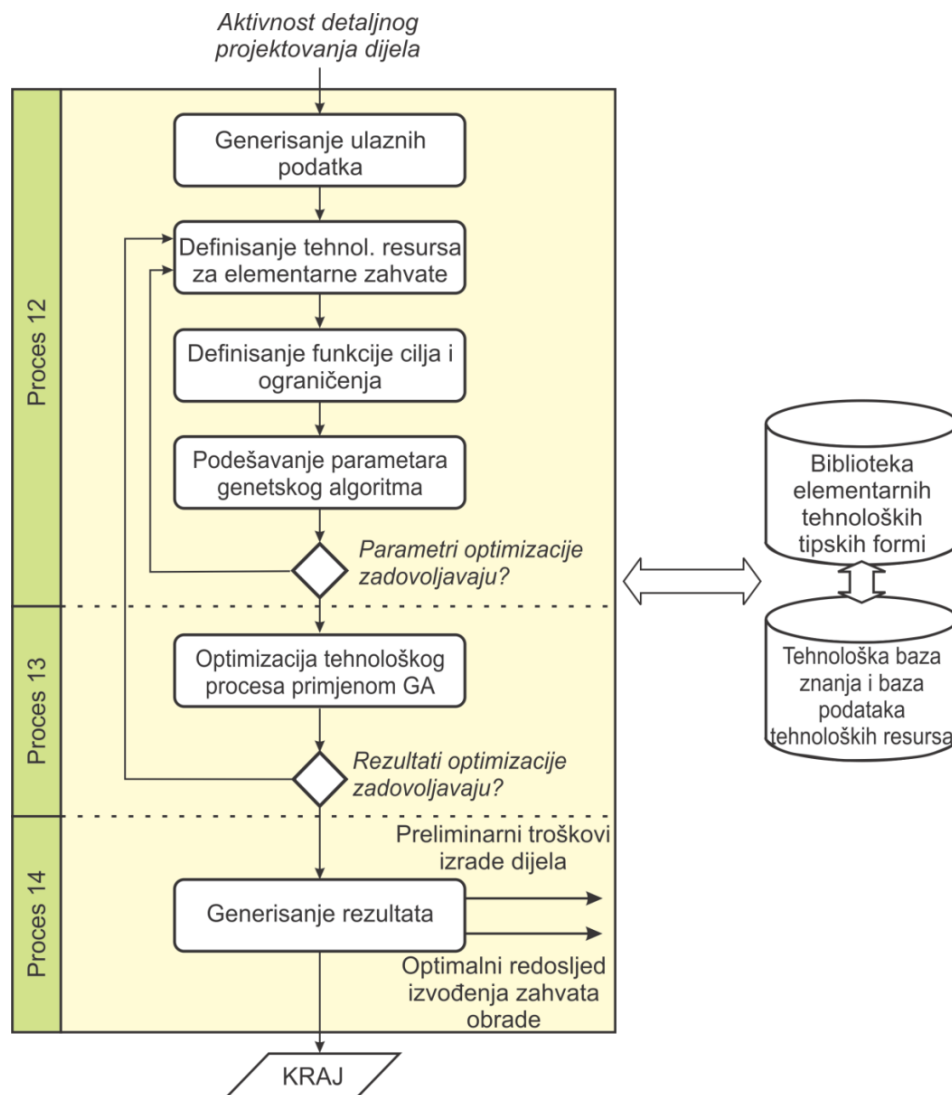 Aktivnost detaljnog
projektovanja dijela
Proces 12
Generisanje ulaznih
podatka
Definisanje tehnol. resursa
za elementarne zahvate
Definisanje funkcije cilja i
ograničenja
Podešavanje parametara
genetskog algoritma
Parametri optimizacije
zadovoljavaju?
Proces 13
Optimizacija tehnološkog
procesa primjenom GA
Rezultati optimizacije
zadovoljavaju?
Proces 14
Preliminarni troškovi
izrade dijela
Generisanje rezultata
Optimalni redosljed
izvođenja zahvata
obrade
KRAJ
Biblioteka
elementarnih
tehnoloških
tipskih formi
Tehnološka baza
znanja i baza
podataka
tehnoloških resursa